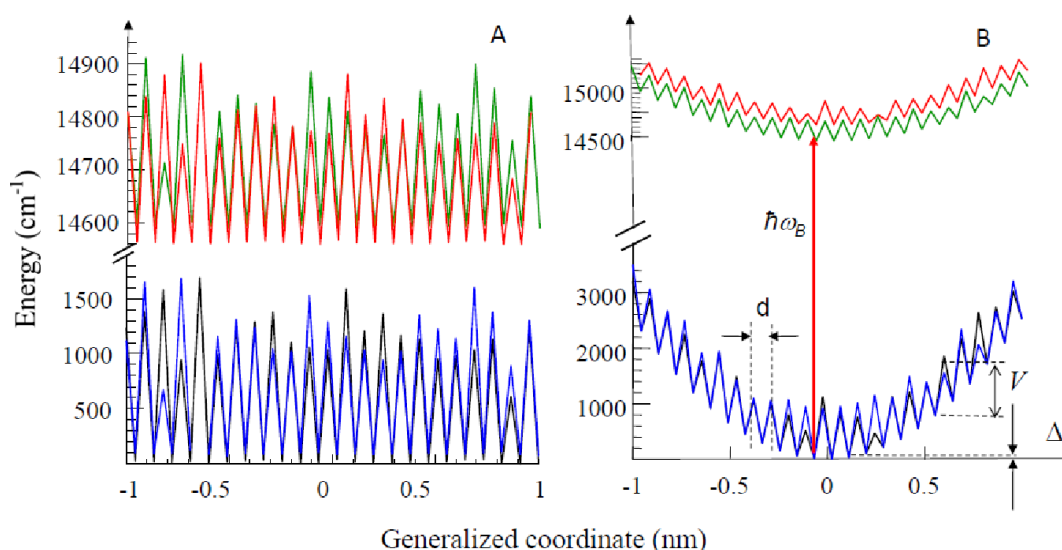 A
B
14900
14800
14700
14600
1500
1000
500
-1
-0.5
0
0.5
1
Energy (cm-1)
15000
14500
ℏωB
3000
2000
1000
d
V
Δ
-1
-0.5
0
0.5
Generalized coordinate (nm)